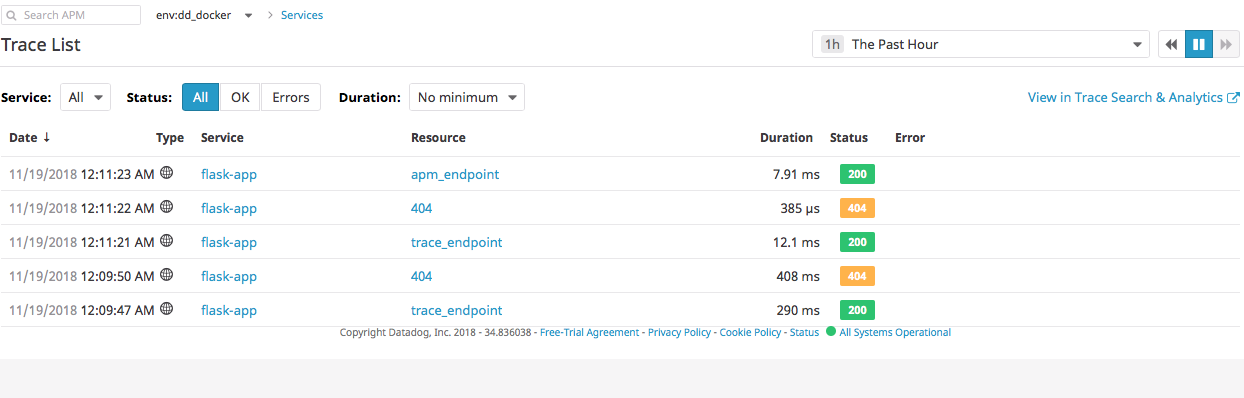 Search APM env:dd_docker > Services
Trace List 1h The Past Hour
Service: All Status: All OK Errors Duration: No minimum View in Trace Search & Analytics
Date ↓ Type Service Resource Duration Status Error
11/19/2018 12:11:23 AM flask-app apm_endpoint 7.91 ms 200
11/19/2018 12:11:22 AM flask-app 404 385 µs 404
11/19/2018 12:11:21 AM flask-app trace_endpoint 12.1 ms 200
11/19/2018 12:09:50 AM flask-app 404 408 ms 404
11/19/2018 12:09:47 AM flask-app trace_endpoint 290 ms 200
Copyright Datadog, Inc. 2018 - 34.836038 - Free-Trial Agreement - Privacy Policy - Cookie Policy - Status All Systems Operational